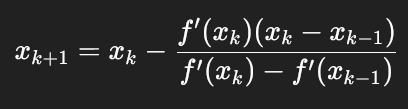 x_{k+1} = x_k - \frac{f'(x_k)(x_k - x_{k-1})}{f'(x_k) - f'(x_{k-1})}